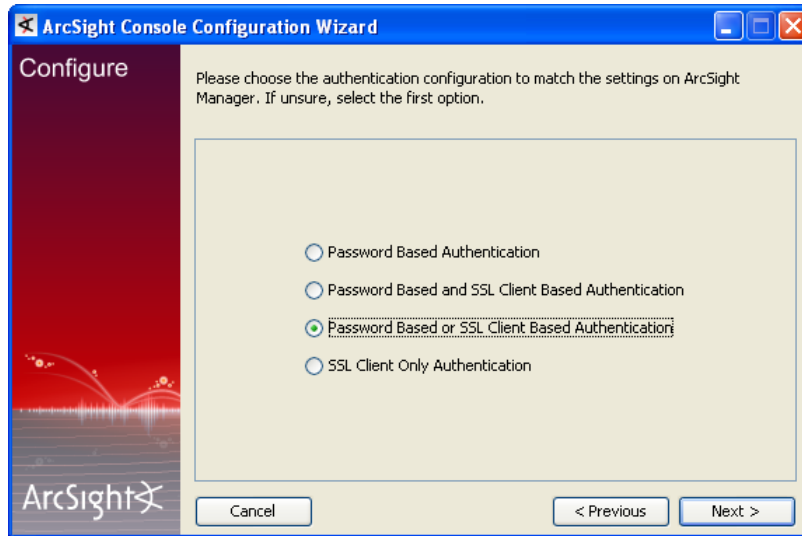 ArcSight Console Configuration Wizard
Configure
Please choose the authentication configuration to match the settings on ArcSight
Manager. If unsure, select the first option.
Password Based Authentication
Password Based and SSL Client Based Authentication
Password Based or SSL Client Based Authentication
SSL Client Only Authentication
ArcSight
Cancel
< Previous
Next >